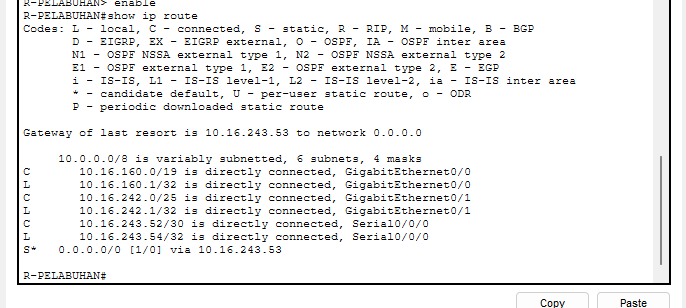 R-PELABUHAN> enable
R-PELABUHAN#show ip route
Codes: L - local, C - connected, S - static, R - RIP, M - mobile, B - BGP
D - EIGRP, EX - EIGRP external, O - OSPF, IA - OSPF inter area
N1 - OSPF NSSA external type 1, N2 - OSPF NSSA external type 2
E1 - OSPF external type 1, E2 - OSPF external type 2, E - EGP
i - IS-IS, L1 - IS-IS level-1, L2 - IS-IS level-2, ia - IS-IS inter area
* - candidate default, U - per-user static route, o - ODR
P - periodic downloaded static route
Gateway of last resort is 10.16.243.53 to network 0.0.0.0
10.0.0.0/8 is variably subnetted, 6 subnets, 4 masks
C 10.16.160.0/19 is directly connected, GigabitEthernet0/0
L 10.16.160.1/32 is directly connected, GigabitEthernet0/0
C 10.16.242.0/25 is directly connected, GigabitEthernet0/1
L 10.16.242.1/32 is directly connected, GigabitEthernet0/1
C 10.16.243.52/30 is directly connected, Serial0/0/0
L 10.16.243.54/32 is directly connected, Serial0/0/0
S* 0.0.0.0/0 [1/0] via 10.16.243.53
R-PELABUHAN#
Copy Paste